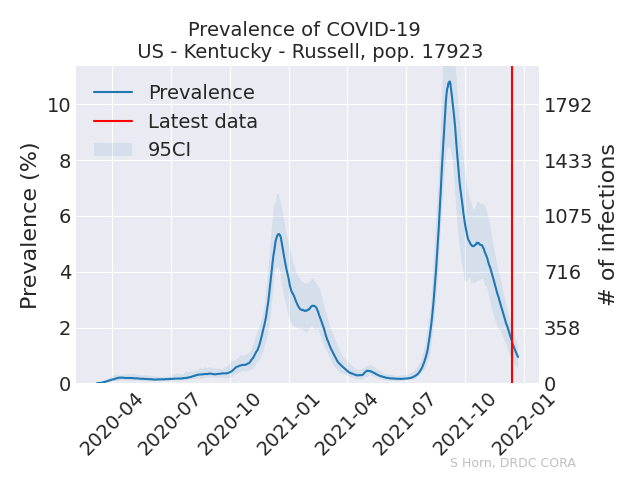 Prevalence of COVID-19
US - Kentucky - Russell, pop. 17923
Prevalence
Latest data
95CI
Prevalence (%)
10
8
6
4
2
0
1792
1433
1075
716
358
0
# of infections
2020-04
2020-07
2020-10
2021-01
2021-04
2021-07
2021-10
2022-01
S Horn, DRDC CORA